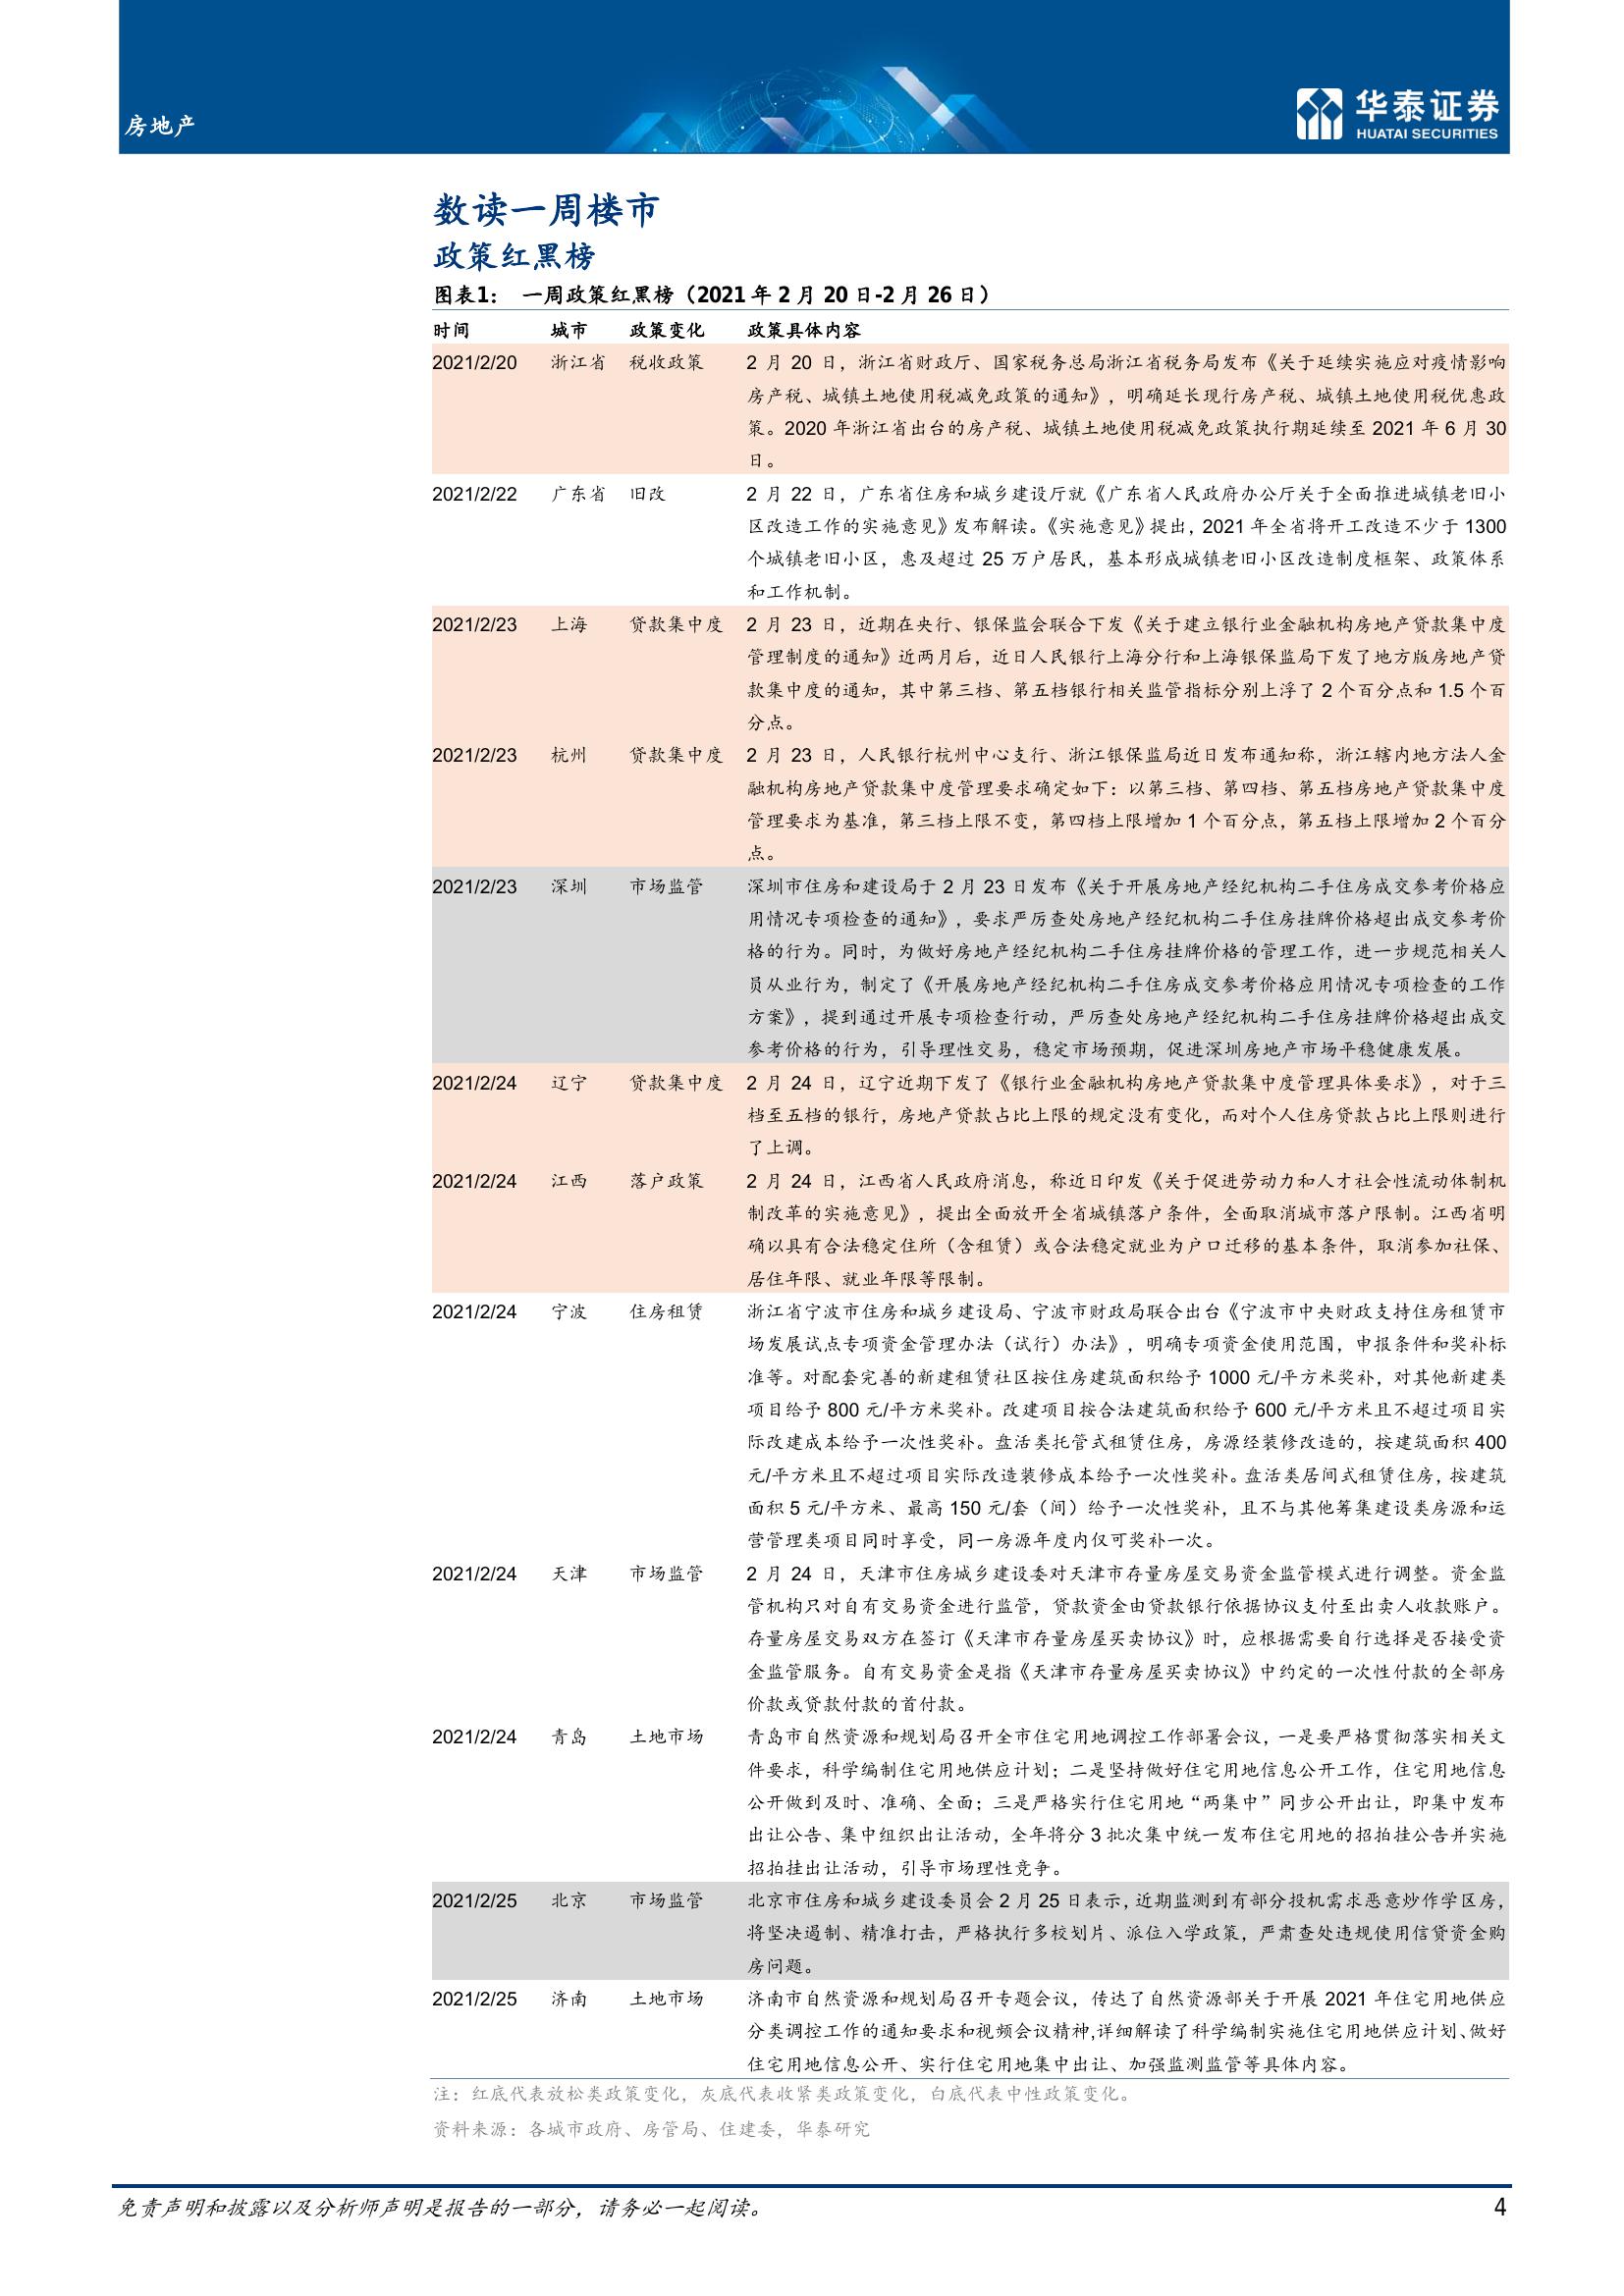 房地产
华泰证券
HUATAI SECURITIES
数读一周楼市
政策红黑榜
图表1： 一周政策红黑榜（2021 年 2 月 20 日-2 月 26 日）
时间 城市 政策变化 政策具体内容
2021/2/20 浙江省 税收政策 2 月 20 日，浙江省财政厅、国家税务总局浙江省税务局发布《关于延续实施应对疫情影响
房产税、城镇土地使用税减免政策的通知》，明确延长现行房产税、城镇土地使用税优惠政
策。2020 年浙江省出台的房产税、城镇土地使用税减免政策执行期延续至 2021 年 6 月 30
日。
2021/2/22 广东省 旧改 2 月 22 日，广东省住房和城乡建设厅就《广东省人民政府办公厅关于全面推进城镇老旧小
区改造工作的实施意见》发布解读。《实施意见》提出，2021 年全省将开工改造不少于 1300
个城镇老旧小区，惠及超过 25 万户居民，基本形成城镇老旧小区改造制度框架、政策体系
和工作机制。
2021/2/23 上海 贷款集中度 2 月 23 日，近期在央行、银保监会联合下发《关于建立银行业金融机构房地产贷款集中度
管理制度的通知》近两月后，近日人民银行上海分行和上海银保监局下发了地方版房地产贷
款集中度的通知，其中第三档、第五档银行相关监管指标分别上浮了 2 个百分点和 1.5 个百
分点。
2021/2/23 杭州 贷款集中度 2 月 23 日，人民银行杭州中心支行、浙江银保监局近日发布通知称，浙江辖内地方法人金
融机构房地产贷款集中度管理要求确定如下：以第三档、第四档、第五档房地产贷款集中度
管理要求为基准，第三档上限不变，第四档上限增加 1 个百分点，第五档上限增加 2 个百分
点。
2021/2/23 深圳 市场监管 深圳市住房和建设局于 2 月 23 日发布《关于开展房地产经纪机构二手住房成交参考价格应
用情况专项检查的通知》，要求严厉查处房地产经纪机构二手住房挂牌价格超出成交参考价
格的行为。同时，为做好房地产经纪机构二手住房挂牌价格的管理工作，进一步规范相关人
员从业行为，制定了《开展房地产经纪机构二手住房成交参考价格应用情况专项检查的工作
方案》，提到通过开展专项检查行动，严厉查处房地产经纪机构二手住房挂牌价格超出成交
参考价格的行为，引导理性交易，稳定市场预期，促进深圳房地产市场平稳健康发展。
2021/2/24 辽宁 贷款集中度 2 月 24 日，辽宁近期下发了《银行业金融机构房地产贷款集中度管理具体要求》，对于三
档至五档的银行，房地产贷款占比上限的规定没有变化，而对个人住房贷款占比上限则进行
了上调。
2021/2/24 江西 落户政策 2 月 24 日，江西省人民政府消息，称近日印发《关于促进劳动力和人才社会性流动体制机
制改革的实施意见》，提出全面放开全省城镇落户条件，全面取消城市落户限制。江西省明
确以具有合法稳定住所（含租赁）或合法稳定就业为户口迁移的基本条件，取消参加社保、
居住年限、就业年限等限制。
2021/2/24 宁波 住房租赁 浙江省宁波市住房和城乡建设局、宁波市财政局联合出台《宁波市中央财政支持住房租赁市
场发展试点专项资金管理办法（试行）办法》，明确专项资金使用范围，申报条件和奖补标
准等。对配套完善的新建租赁社区按住房建筑面积给予 1000 元/平方米奖补，对其他新建类
项目给予 800 元/平方米奖补。改建项目按合法建筑面积给予 600 元/平方米且不超过项目实
际改建成本给予一次性奖补。盘活类托管式租赁住房，房源经装修改造的，按建筑面积 400
元/平方米且不超过项目实际改造装修成本给予一次性奖补。盘活类居间式租赁住房，按建筑
面积 5 元/平方米、最高 150 元/套（间）给予一次性奖补，且不与其他筹集建设类房源和运
营管理类项目同时享受，同一房源年度内仅可奖补一次。
2021/2/24 天津 市场监管 2 月 24 日，天津市住房城乡建设委对天津市存量房屋交易资金监管模式进行调整。资金监
管机构只对自有交易资金进行监管，贷款资金由贷款银行依据协议支付至出卖人收款账户。
存量房屋交易双方在签订《天津市存量房屋买卖协议》时，应根据需要自行选择是否接受资
金监管服务。自有交易资金是指《天津市存量房屋买卖协议》中约定的一次性付款的全部房
价款或贷款付款的首付款。
2021/2/24 青岛 土地市场 青岛市自然资源和规划局召开全市住宅用地调控工作部署会议，一是要严格贯彻落实相关文
件要求，科学编制住宅用地供应计划；二是坚持做好住宅用地信息公开工作，住宅用地信息
公开做到及时、准确、全面；三是严格实行住宅用地“两集中”同步公开出让，即集中发布
出让公告、集中组织出让活动，全年将分 3 批次集中统一发布住宅用地的招拍挂公告并实施
招拍挂出让活动，引导市场理性竞争。
2021/2/25 北京 市场监管 北京市住房和城乡建设委员会 2 月 25 日表示，近期监测到有部分投机需求恶意炒作学区房，
将坚决遏制、精准打击，严格执行多校划片、派位入学政策，严肃查处违规使用信贷资金购
房问题。
2021/2/25 济南 土地市场 济南市自然资源和规划局召开专题会议，传达了自然资源部关于开展 2021 年住宅用地供应
分类调控工作的通知要求和视频会议精神,详细解读了科学编制实施住宅用地供应计划、做好
住宅用地信息公开、实行住宅用地集中出让、加强监测监管等具体内容。
注：红底代表放松类政策变化，灰底代表收紧类政策变化，白底代表中性政策变化。
资料来源：各城市政府、房管局、住建委，华泰研究
免责声明和披露以及分析师声明是报告的一部分，请务必一起阅读。 4